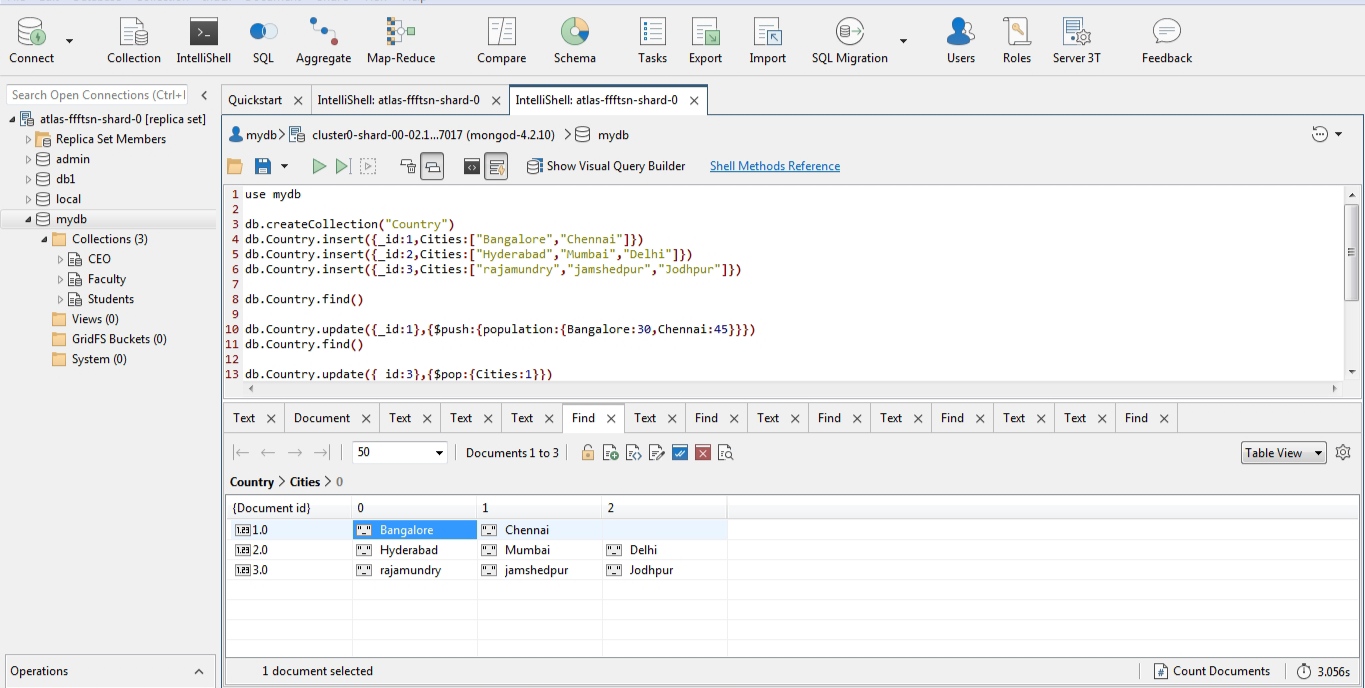 Connect Collection IntelliShell SQL Aggregate Map-Reduce Compare Schema Tasks Export Import SQL Migration Users Roles Server 3T Feedback
Search Open Connections (Ctrl+
atlas-ffftsn-shard-0 [replica set]
Replica Set Members
admin
db1
local
mydb
Collections (3)
CEO
Faculty
Students
Views (0)
GridFS Buckets (0)
System (0)
Operations
Quickstart IntelliShell: atlas-ffftsn-shard-0 IntelliShell: atlas-ffftsn-shard-0
mydb cluster0-shard-00-02.1...7017 (mongod-4.2.10) mydb
Show Visual Query Builder Shell Methods Reference
1 use mydb
2
3 db.createCollection("Country")
4 db.Country.insert({_id:1,Cities:["Bangalore","Chennai"]})
5 db.Country.insert({_id:2,Cities:["Hyderabad","Mumbai","Delhi"]})
6 db.Country.insert({_id:3,Cities:["rajamundry","jamshedpur","Jodhpur"]})
7
8 db.Country.find()
9
10 db.Country.update({_id:1},{$push:{population:{Bangalore:30,Chennai:45}}})
11 db.Country.find()
12
13 db.Country.update({_id:3},{$pop:{Cities:1}})
Text Document Text Text Text Find Text Find Text Find Text Find Text Text Find
50 Documents 1 to 3 Table View
Country > Cities > 0
{Document id} 0 1 2
1.0 Bangalore Chennai
2.0 Hyderabad Mumbai Delhi
3.0 rajamundry jamshedpur Jodhpur
1 document selected Count Documents 3.056s